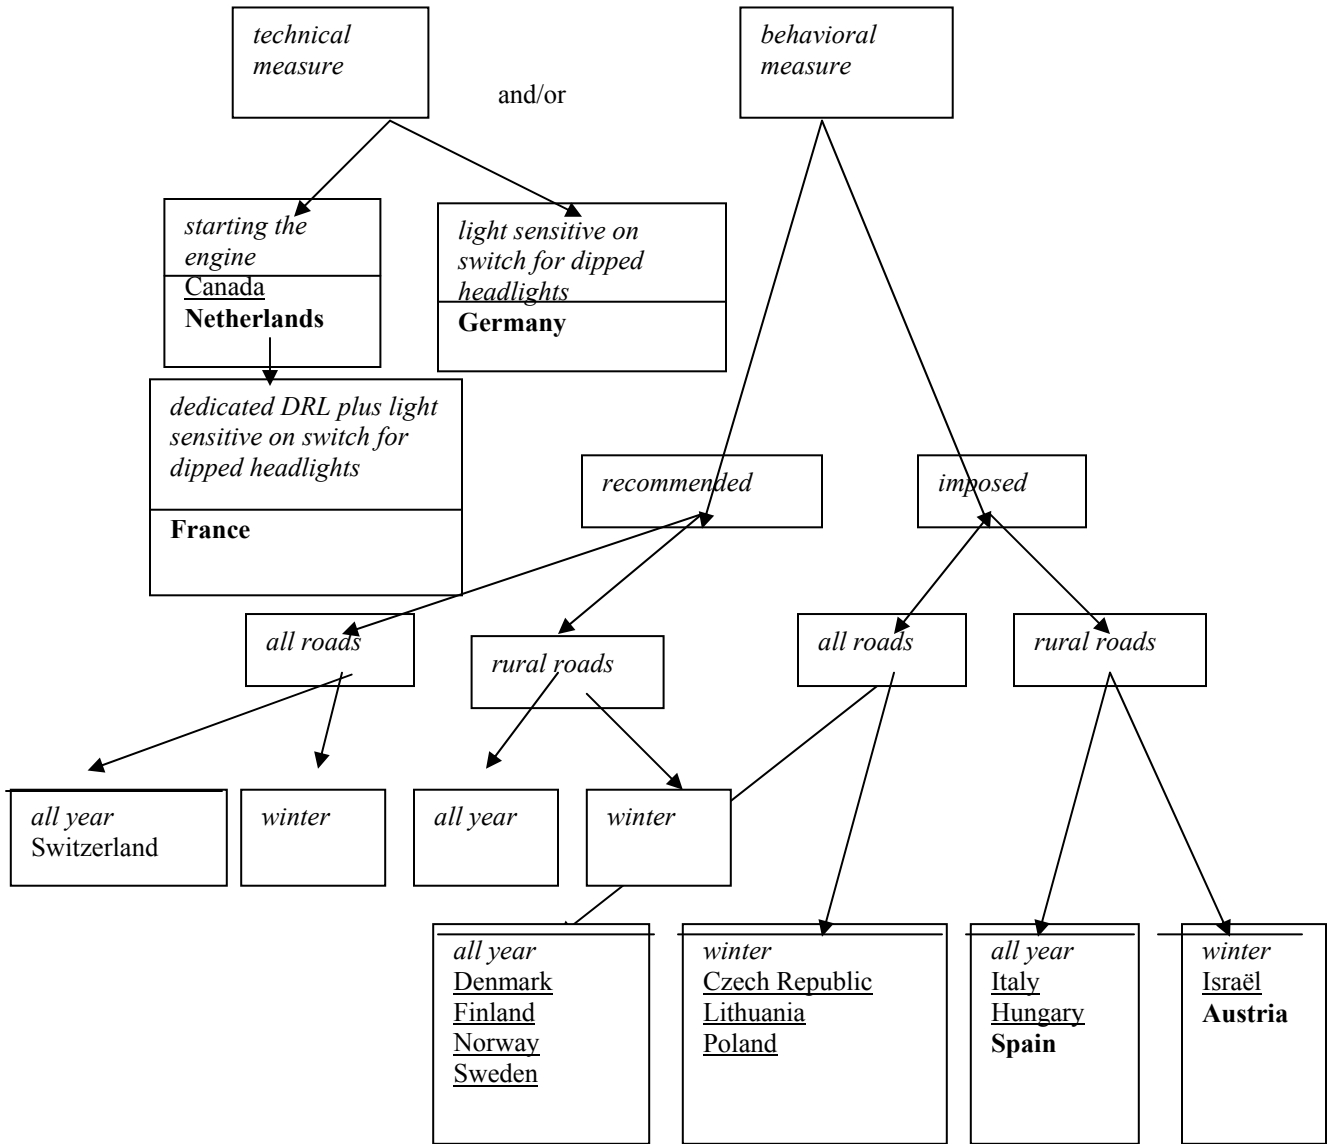 technical
measure
and/or
behavioral
measure
starting the
engine
Canada
Netherlands
light sensitive on
switch for dipped
headlights
Germany
dedicated DRL plus light
sensitive on switch for
dipped headlights
France
recommended
imposed
all roads
rural roads
all roads
rural roads
all year
Switzerland
winter
all year
winter
all year
Denmark
Finland
Norway
Sweden
winter
Czech Republic
Lithuania
Poland
all year
Italy
Hungary
Spain
winter
Israël
Austria